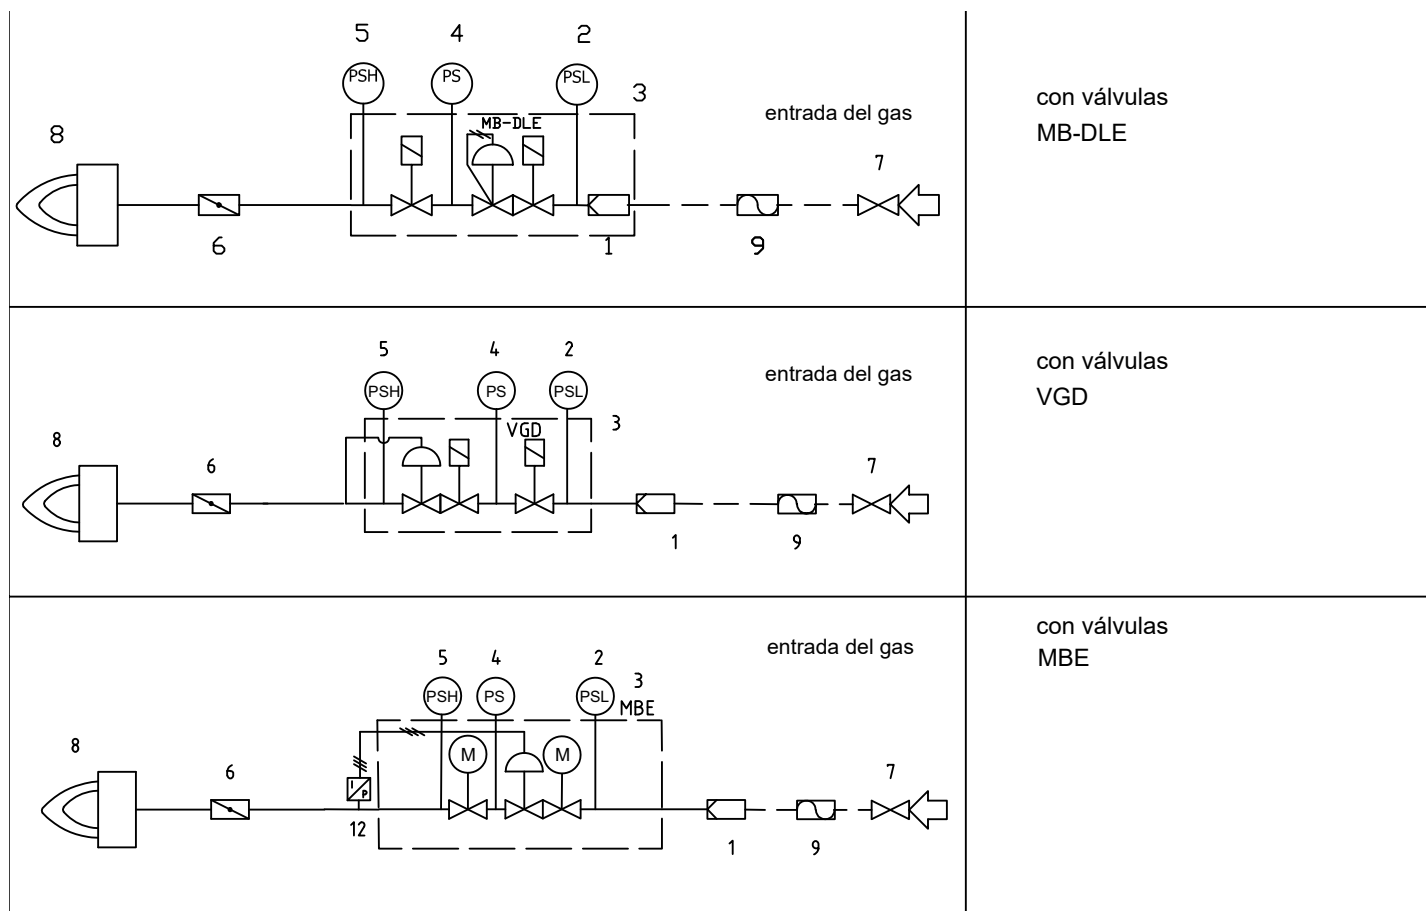 5 4 2
PSH PS PSL
3
MB-DLE
entrada del gas
8
7
6
1
9
con válvulas
MB-DLE
5 4 2
PSH PS PSL
3
VGD
entrada del gas
8
6
7
1
9
con válvulas
VGD
5 4 2
PSH PS PSL
3
MBE
entrada del gas
M M
8
6
7
I
P
12
1
9
con válvulas
MBE